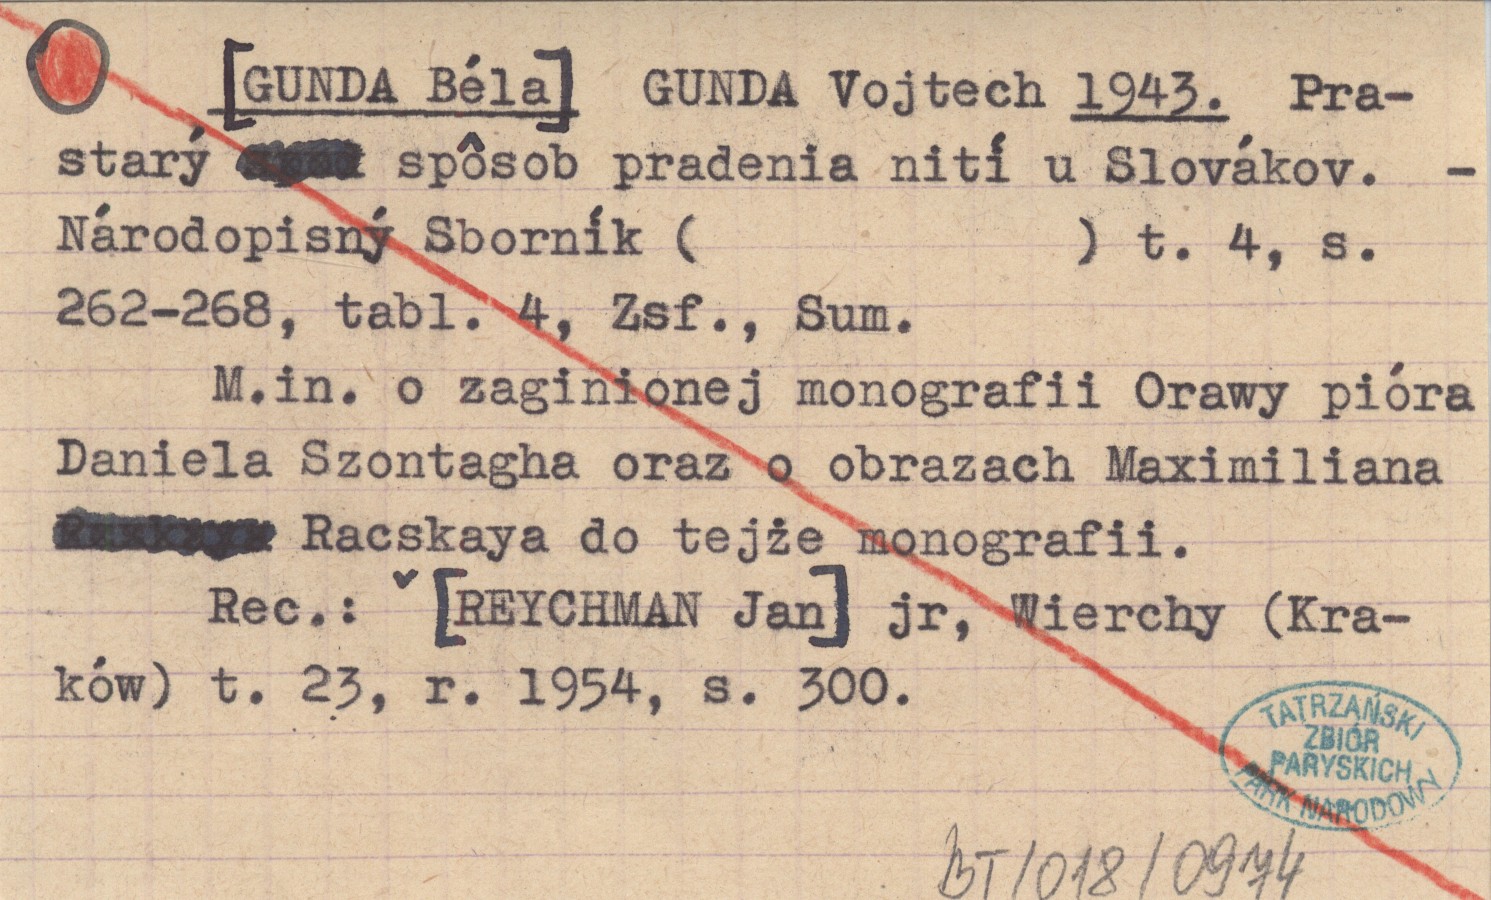 [GUNDA Béla] GUNDA Vojtech 1943. Pra-
starý spôsob pradenia nití u Slovákov. -
Národopisný Sborník ( ) t. 4, s.
262-268, tabl. 4, Zsf., Sum.
M.in. o zaginionej monografii Orawy pióra
Daniela Szontagha oraz o obrazach Maximiliana
Racskaya do tejże monografii.
Rec.: [REYCHMAN Jan] jr, Wierchy (Kra-
ków) t. 23, r. 1954, s. 300.
TATRZAŃSKI
ZBIÓR
PARYSKICH
PARK NARODOWY
BT/018/0974